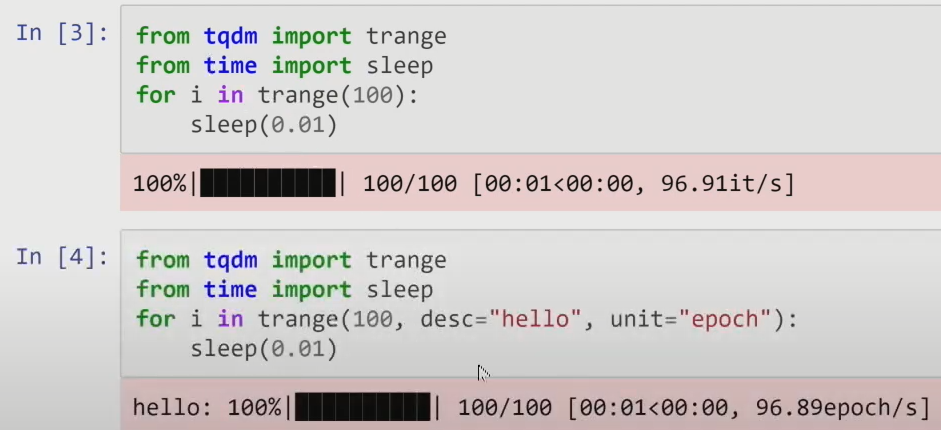 In [3]:
from tqdm import trange
from time import sleep
for i in trange(100):
    sleep(0.01)
100%|██████████| 100/100 [00:01<00:00, 96.91it/s]
In [4]:
from tqdm import trange
from time import sleep
for i in trange(100, desc="hello", unit="epoch"):
    sleep(0.01)
hello: 100%|██████████| 100/100 [00:01<00:00, 96.89epoch/s]